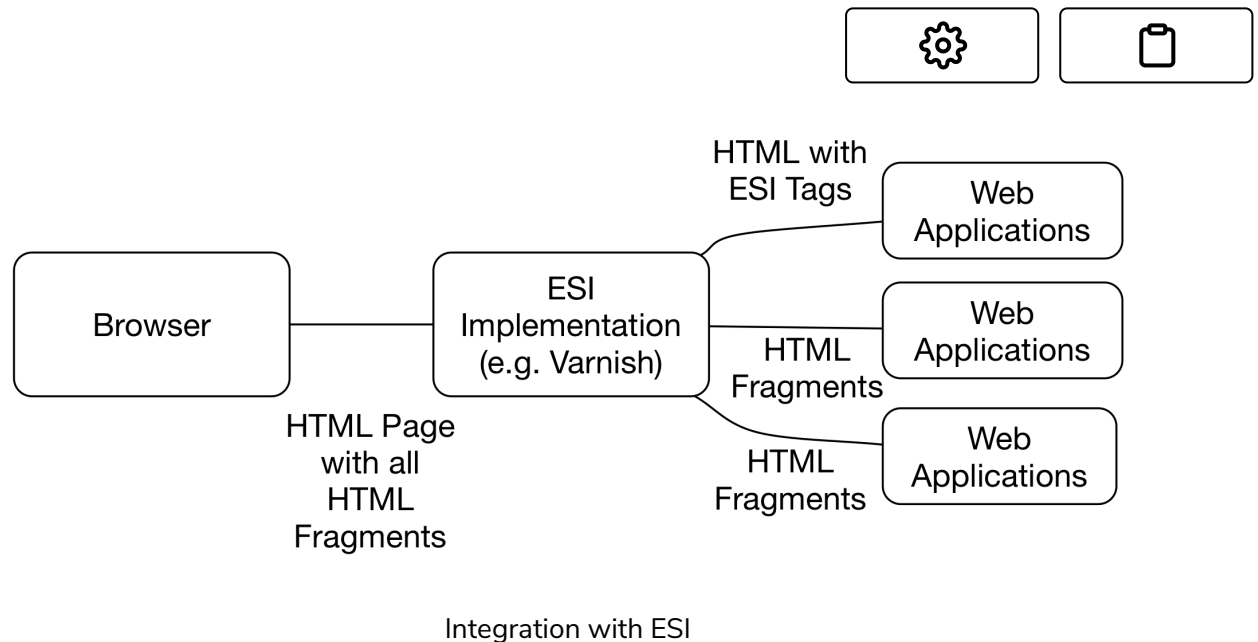 HTML with
ESI Tags
Web
Applications
Browser
ESI
Implementation
(e.g. Varnish)
Web
Applications
HTML
Fragments
HTML Page
with all
HTML
Fragments
Web
Applications
HTML
Fragments
Integration with ESI